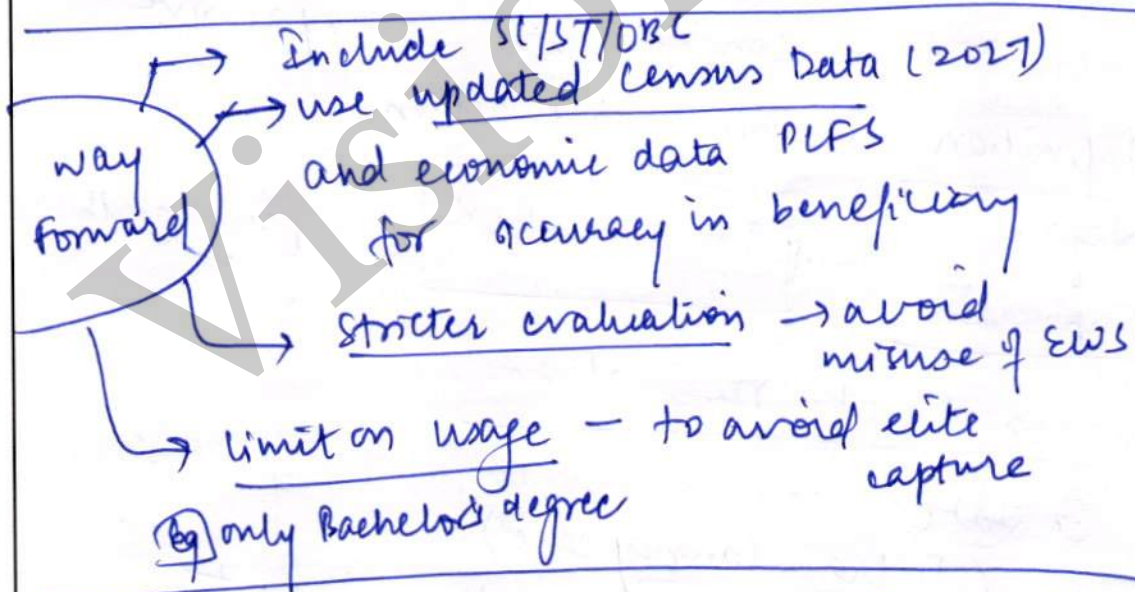 → Include SC/ST/OBC
→ use updated Census Data (2027)
way
Forward
and economic data PLFS
for accuracy in beneficiary
→ Stricter evaluation → avoid
misuse of EWS
→ limit on usage – to avoid elite
capture
eg only Bachelor's degree
Vision